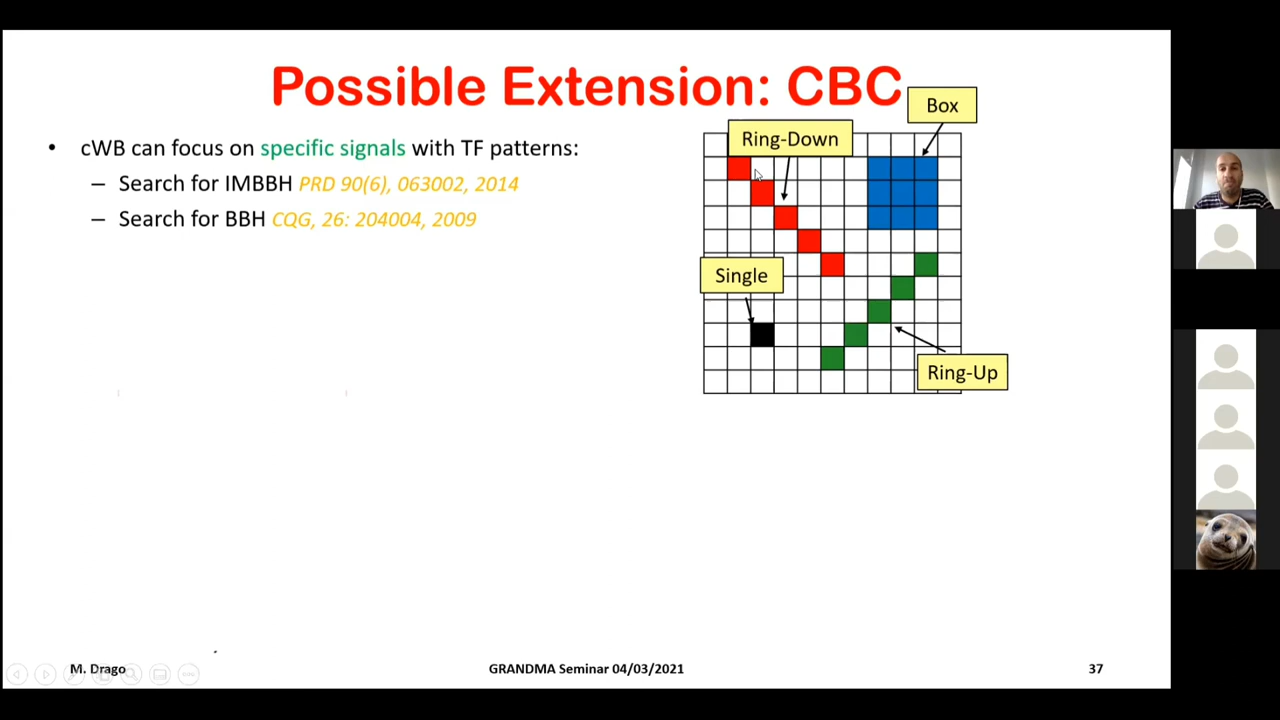 Possible Extension: CBC
• cWB can focus on specific signals with TF patterns:
– Search for IMBBH PRD 90(6), 063002, 2014
– Search for BBH CQG, 26: 204004, 2009
Box
Ring-Down
Single
Ring-Up
M. Drago
GRANDMA Seminar 04/03/2021
37